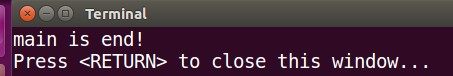 Terminal
main is end!
Press <RETURN> to close this window...